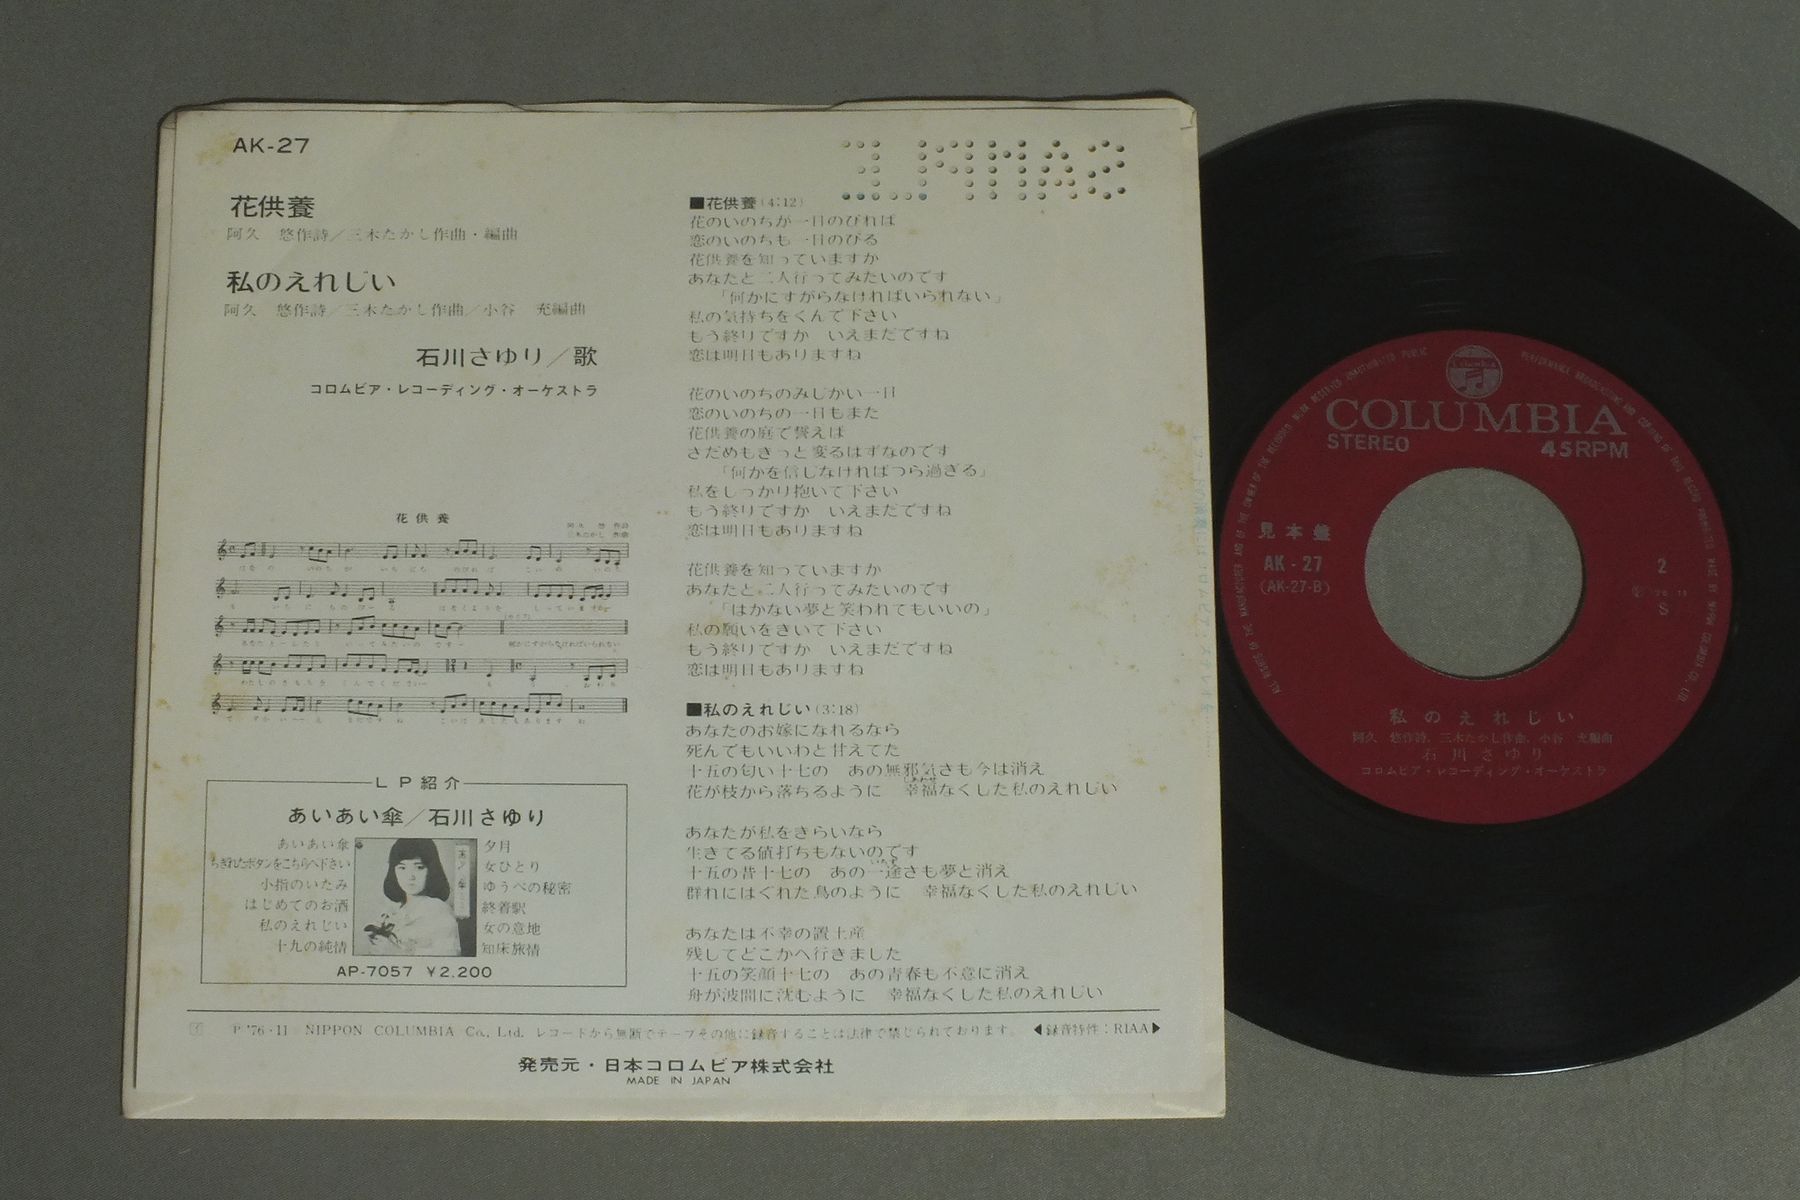 AK-27
SAMPLE
花供養
阿久 悠作詩/三木たかし作曲・編曲
私のえれじい
阿久 悠作詩/三木たかし作曲/小谷 充編曲
石川さゆり/歌
コロムビア・レコーディング・オーケストラ
花供養
阿久 悠 作詩
三木たかし 作曲
LP紹介
あいあい傘/石川さゆり
あいあい傘
ちぎれたボタンをこちらへ下さい
小指のいたみ
はじめてのお酒
私のえれじい
十九の純情
夕月
女ひとり
ゆうべの秘密
終着駅
女の意地
知床旅情
AP-7057 ¥2,200
■花供養(4:12)
花のいのちが一日のびれば
恋のいのちも一日のびる
花供養を知っていますか
あなたと二人行ってみたいのです
「何かにすがらなければいられない」
私の気持ちをくんで下さい
もう終りですか いえまだですね
恋は明日もありますね
花のいのちのみじかい一日
恋のいのちの一日もまた
花供養の庭で誓えば
さだめもきっと変るはずなのです
「何かを信じなければつら過ぎる」
私をしっかり抱いて下さい
もう終りですか いえまだですね
恋は明日もありますね
花供養を知っていますか
あなたと二人行ってみたいのです
「はかない夢と笑われてもいいの」
私の願いをきいて下さい
もう終りですか いえまだですね
恋は明日もありますね
■私のえれじい(3:18)
あなたのお嫁になれるなら
死んでもいいわと甘えてた
十五の匂い十七の あの無邪気さも今は消え
花が枝から落ちるように 幸福なくした私のえれじい
あなたが私をきらいなら
生きてる値打ちもないのです
十五の昔十七の あの一途さも夢と消え
群れにはぐれた鳥のように 幸福なくした私のえれじい
あなたは不幸の置土産
残してどこかへ行きました
十五の笑顔十七の あの青春も不意に消え
舟が波間に沈むように 幸福なくした私のえれじい
P '76・11 NIPPON COLUMBIA Co., Ltd. レコードから無断でテープその他に録音することは法律で禁じられております。 ◀録音特性:RIAA▶
発売元・日本コロムビア株式会社
MADE IN JAPAN
COLUMBIA
STEREO
45RPM
見本盤
AK-27
(AK-27-B)
2
S
私のえれじい
阿久 悠作詩、三木たかし作曲、小谷 充編曲
石川さゆり
コロムビア・レコーディング・オーケストラ